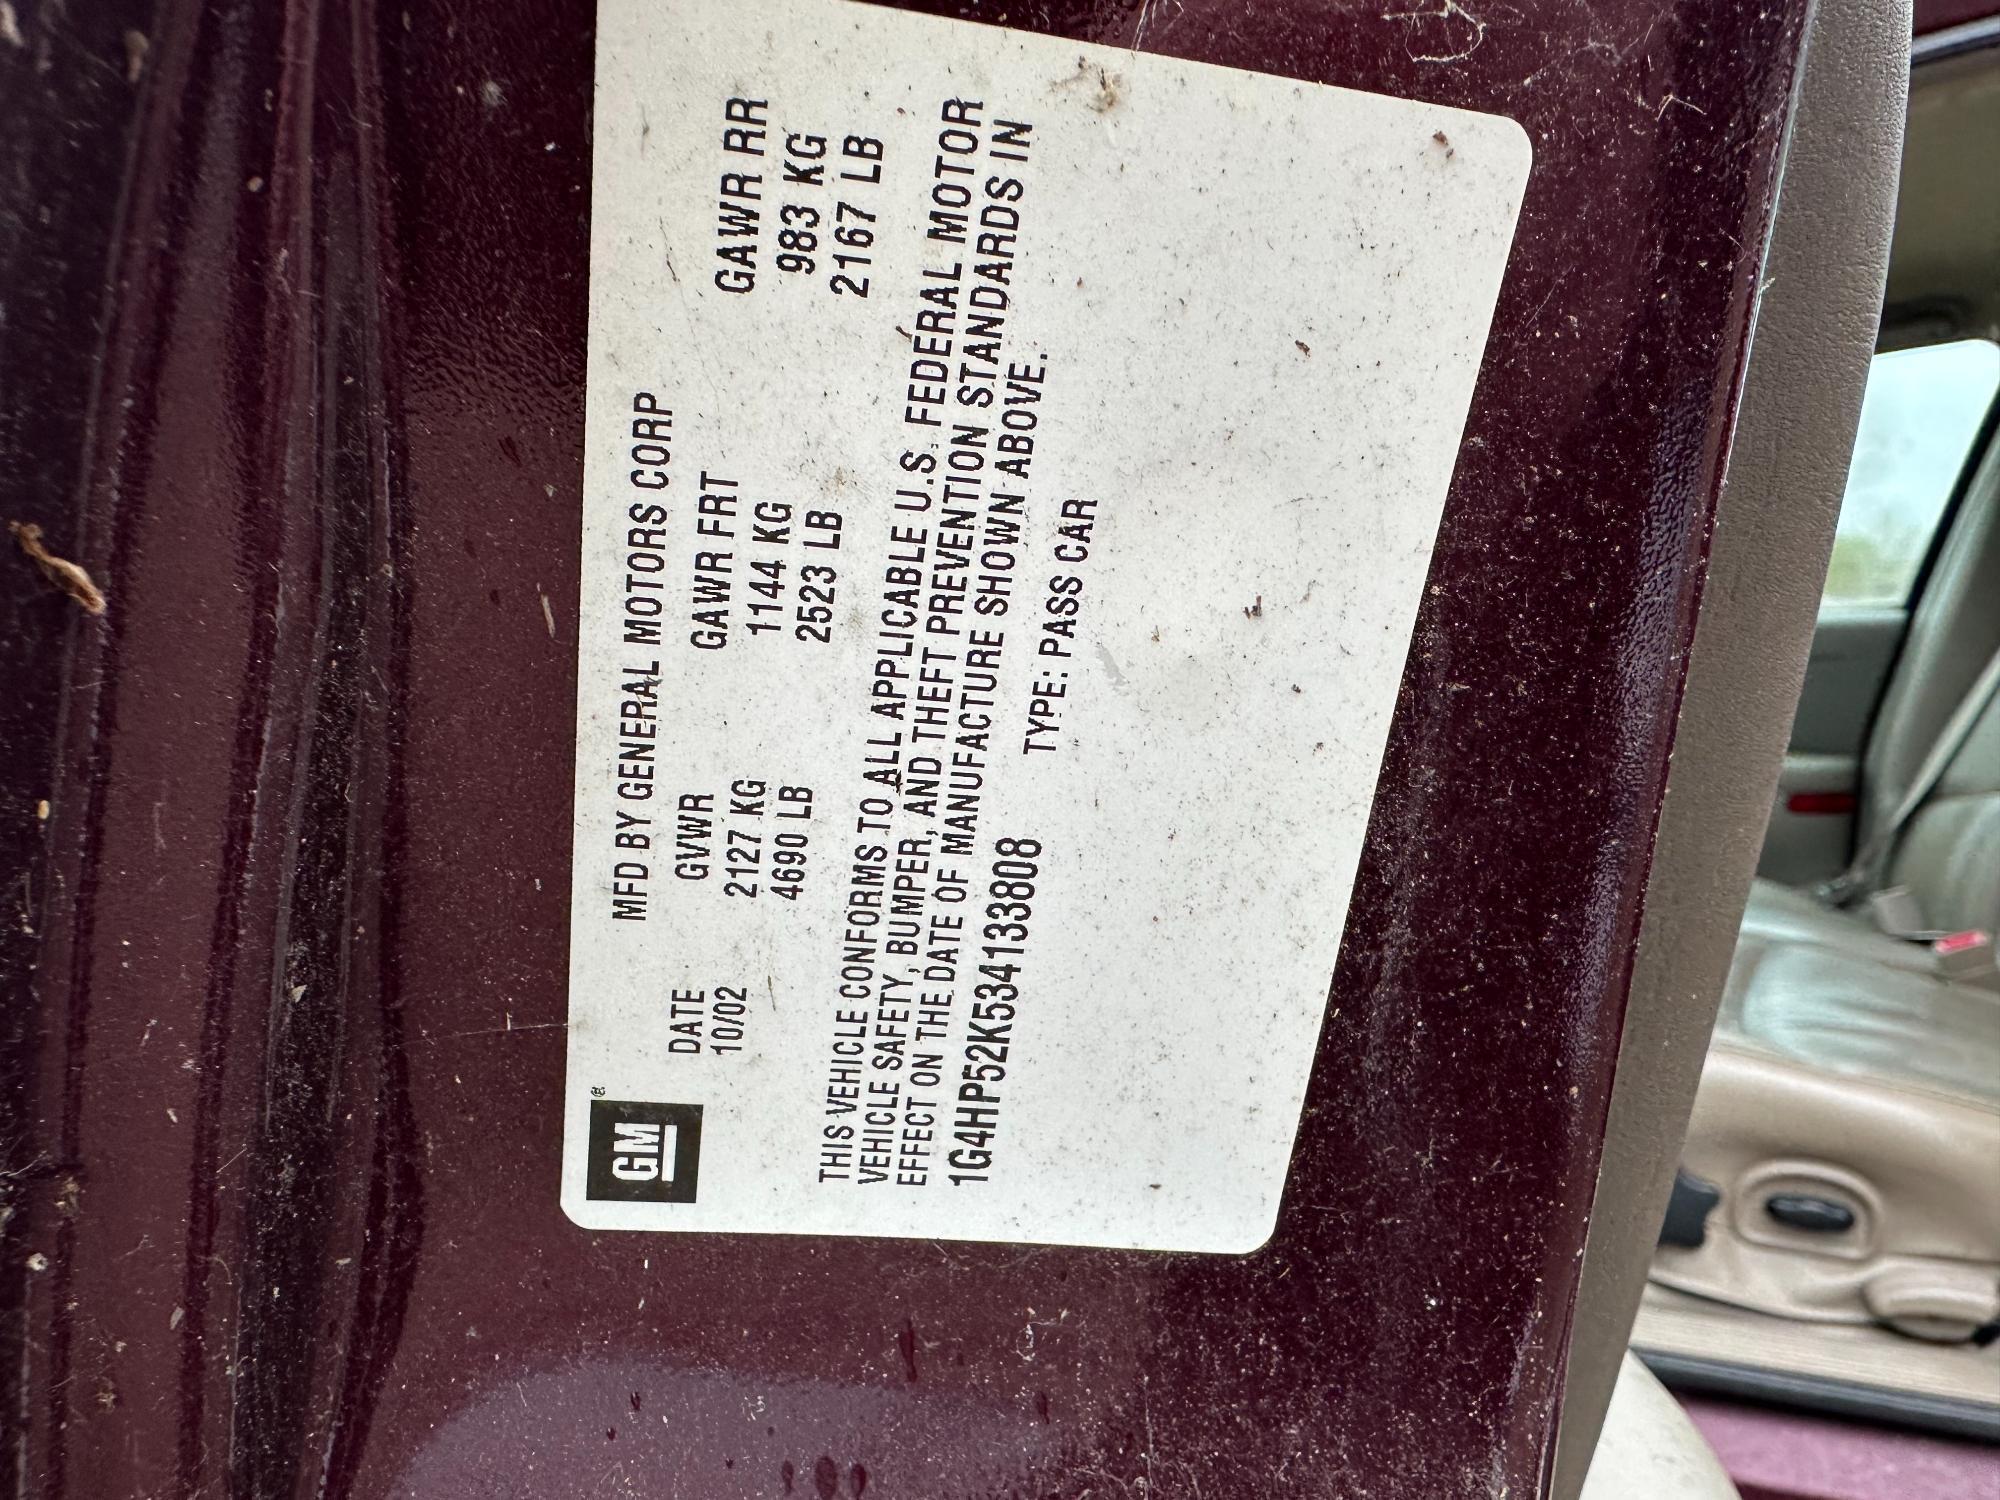 GM®
MFD BY GENERAL MOTORS CORP
DATE GVWR GAWR FRT GAWR RR
10/02 2127 KG 1144 KG 983 KG
4690 LB 2523 LB 2167 LB
THIS VEHICLE CONFORMS TO ALL APPLICABLE U.S. FEDERAL MOTOR
VEHICLE SAFETY, BUMPER, AND THEFT PREVENTION STANDARDS IN
EFFECT ON THE DATE OF MANUFACTURE SHOWN ABOVE.
1G4HP52K534133808 TYPE: PASS CAR